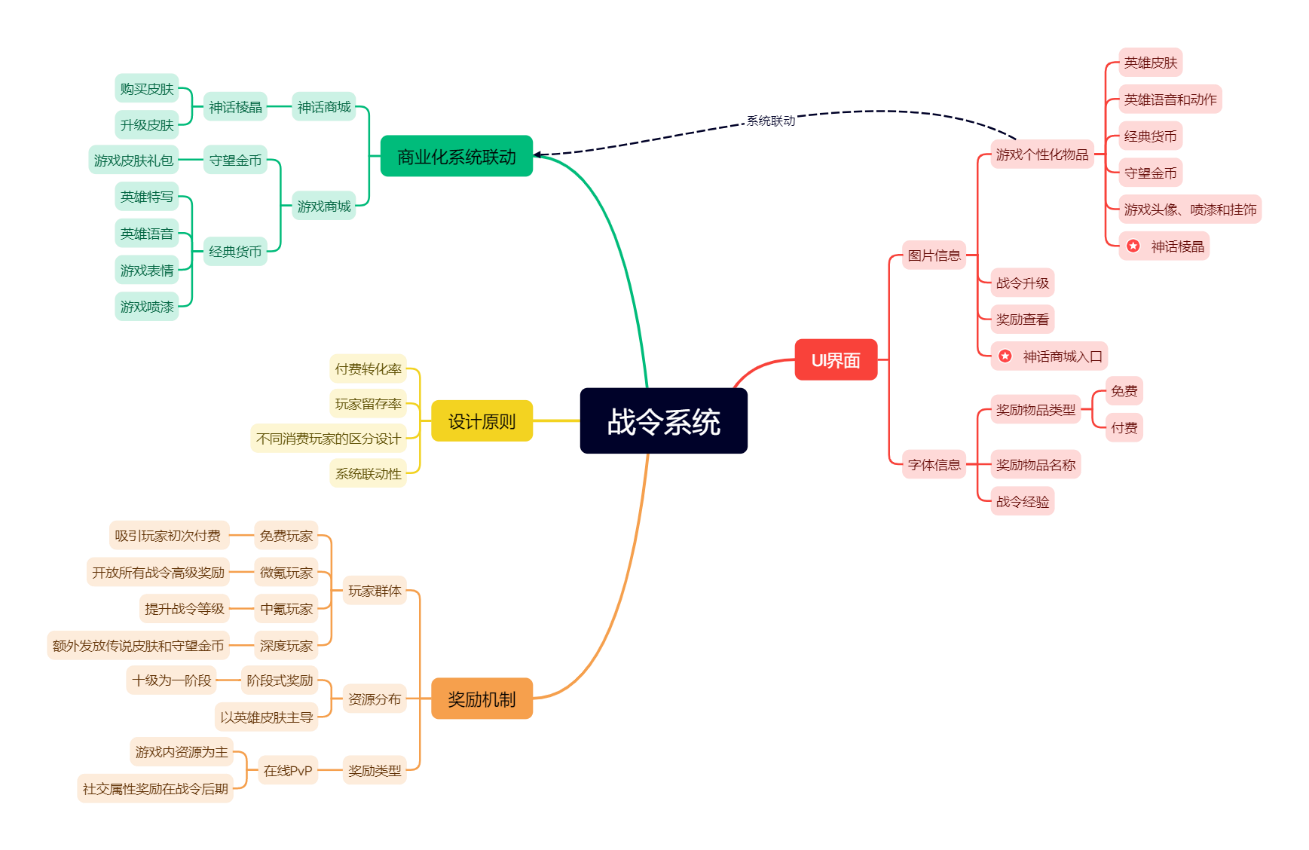 战令系统
UI界面
图片信息
游戏个性化物品
英雄皮肤
英雄语音和动作
经典货币
守望金币
游戏头像、喷漆和挂饰
神话棱晶
战令升级
奖励查看
神话商城入口
字体信息
奖励物品类型
免费
付费
奖励物品名称
战令经验
系统联动
商业化系统联动
神话商城
神话棱晶
购买皮肤
升级皮肤
游戏商城
守望金币
游戏皮肤礼包
经典货币
英雄特写
英雄语音
游戏表情
游戏喷漆
设计原则
付费转化率
玩家留存率
不同消费玩家的区分设计
系统联动性
奖励机制
玩家群体
免费玩家
吸引玩家初次付费
微氪玩家
开放所有战令高级奖励
中氪玩家
提升战令等级
深度玩家
额外发放传说皮肤和守望金币
资源分布
阶段式奖励
十级为一阶段
以英雄皮肤主导
奖励类型
在线PvP
游戏内资源为主
社交属性奖励在战令后期